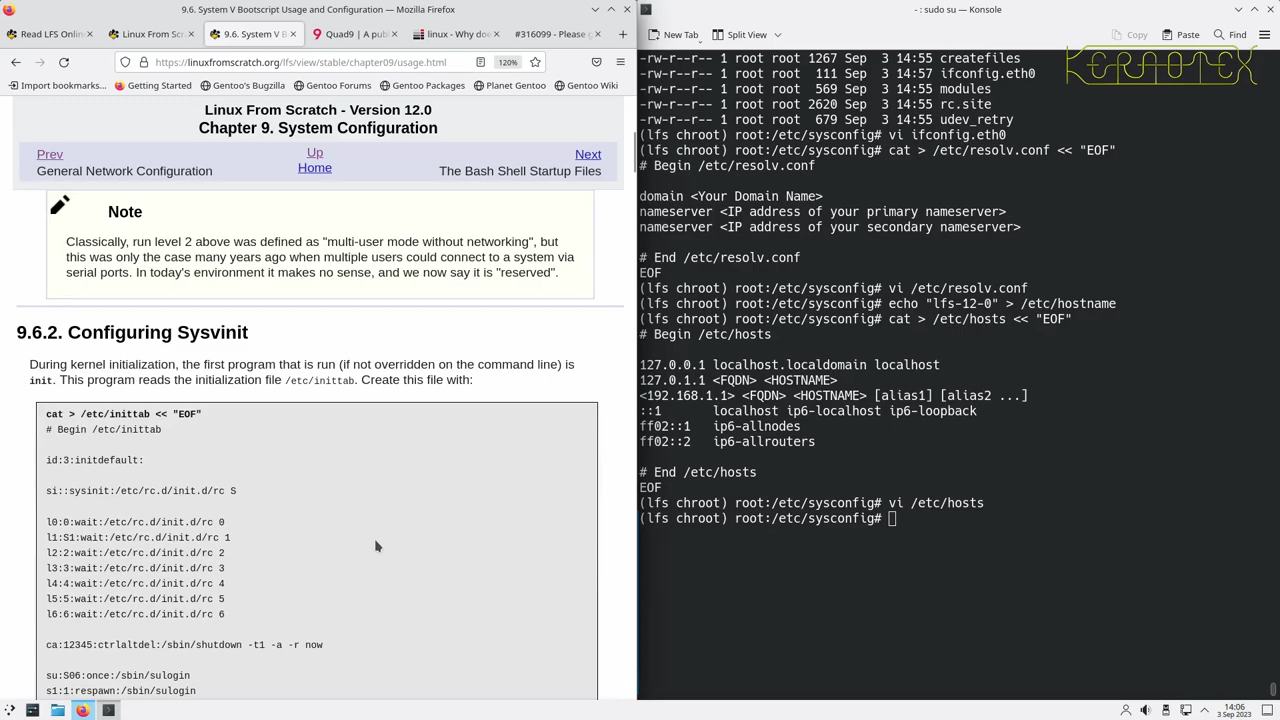 9.6. System V Bootscript Usage and Configuration — Mozilla Firefox
Read LFS Onlin
Linux From Scra
9.6. System V B
Quad9 | A publ
linux - Why doe
#316099 - Please g
https://linuxfromscratch.org/lfs/view/stable/chapter09/usage.html
120%
Import bookmarks...
Getting Started
Gentoo's Bugzilla
Gentoo Forums
Gentoo Packages
Planet Gentoo
Gentoo Wiki
Linux From Scratch - Version 12.0
Chapter 9. System Configuration
Prev
Up
Next
General Network Configuration
Home
The Bash Shell Startup Files
Note
Classically, run level 2 above was defined as "multi-user mode without networking", but
this was only the case many years ago when multiple users could connect to a system via
serial ports. In today's environment it makes no sense, and we now say it is "reserved".
9.6.2. Configuring Sysvinit
During kernel initialization, the first program that is run (if not overridden on the command line) is
init. This program reads the initialization file /etc/inittab. Create this file with:
cat > /etc/inittab << "EOF"
# Begin /etc/inittab
id:3:initdefault:
si::sysinit:/etc/rc.d/init.d/rc S
l0:0:wait:/etc/rc.d/init.d/rc 0
l1:S1:wait:/etc/rc.d/init.d/rc 1
l2:2:wait:/etc/rc.d/init.d/rc 2
l3:3:wait:/etc/rc.d/init.d/rc 3
l4:4:wait:/etc/rc.d/init.d/rc 4
l5:5:wait:/etc/rc.d/init.d/rc 5
l6:6:wait:/etc/rc.d/init.d/rc 6
ca:12345:ctrlaltdel:/sbin/shutdown -t1 -a -r now
su:S06:once:/sbin/sulogin
s1:1:respawn:/sbin/sulogin
- : sudo su — Konsole
New Tab
Split View
Copy
Paste
Find
-rw-r--r-- 1 root root 1267 Sep  3 14:55 createfiles
-rw-r--r-- 1 root root  111 Sep  3 14:57 ifconfig.eth0
-rw-r--r-- 1 root root  569 Sep  3 14:55 modules
-rw-r--r-- 1 root root 2620 Sep  3 14:55 rc.site
-rw-r--r-- 1 root root  679 Sep  3 14:55 udev_retry
(lfs chroot) root:/etc/sysconfig# vi ifconfig.eth0
(lfs chroot) root:/etc/sysconfig# cat > /etc/resolv.conf << "EOF"
# Begin /etc/resolv.conf
domain <Your Domain Name>
nameserver <IP address of your primary nameserver>
nameserver <IP address of your secondary nameserver>
# End /etc/resolv.conf
EOF
(lfs chroot) root:/etc/sysconfig# vi /etc/resolv.conf
(lfs chroot) root:/etc/sysconfig# echo "lfs-12-0" > /etc/hostname
(lfs chroot) root:/etc/sysconfig# cat > /etc/hosts << "EOF"
# Begin /etc/hosts
127.0.0.1 localhost.localdomain localhost
127.0.1.1 <FQDN> <HOSTNAME>
<192.168.1.1> <FQDN> <HOSTNAME> [alias1] [alias2 ...]
::1       localhost ip6-localhost ip6-loopback
ff02::1   ip6-allnodes
ff02::2   ip6-allrouters
# End /etc/hosts
EOF
(lfs chroot) root:/etc/sysconfig# vi /etc/hosts
(lfs chroot) root:/etc/sysconfig#
14:06
3 Sep 2023